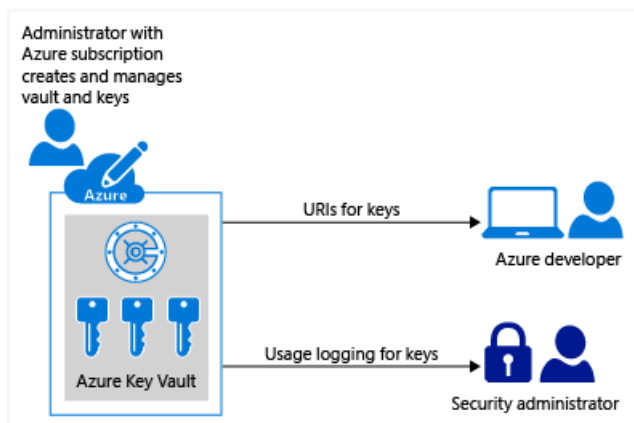 Administrator with
Azure subscription
creates and manages
vault and keys
Azure
URIs for keys
Azure developer
Usage logging for keys
Azure Key Vault
Security administrator